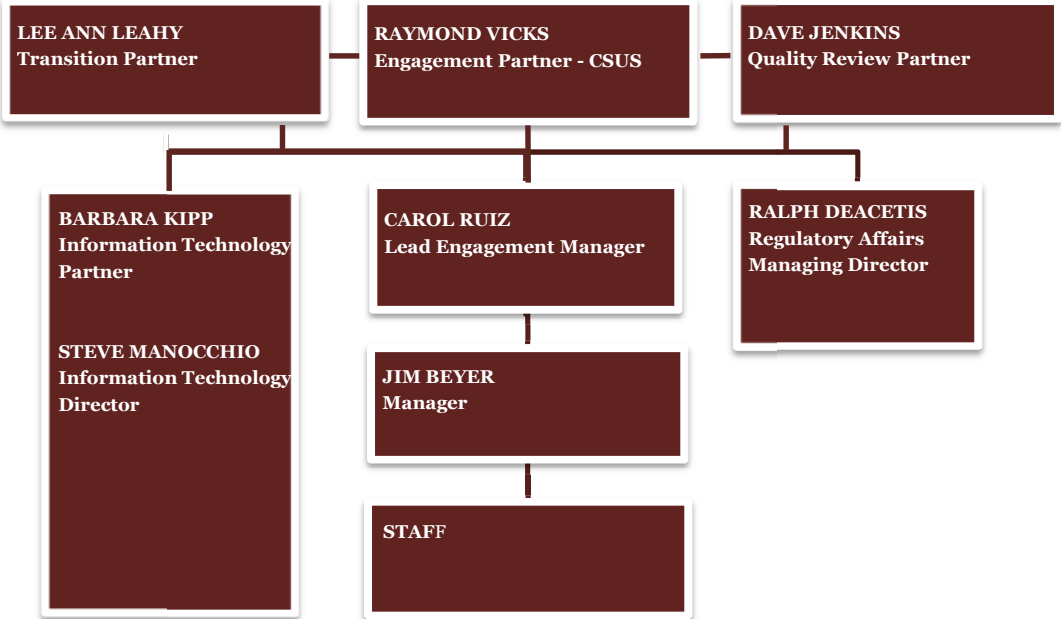 LEE ANN LEAHY
Transition Partner
RAYMOND VICKS
Engagement Partner - CSUS
DAVE JENKINS
Quality Review Partner
BARBARA KIPP
Information Technology
Partner
STEVE MANOCCHIO
Information Technology
Director
CAROL RUIZ
Lead Engagement Manager
RALPH DEACETIS
Regulatory Affairs
Managing Director
JIM BEYER
Manager
STAFF